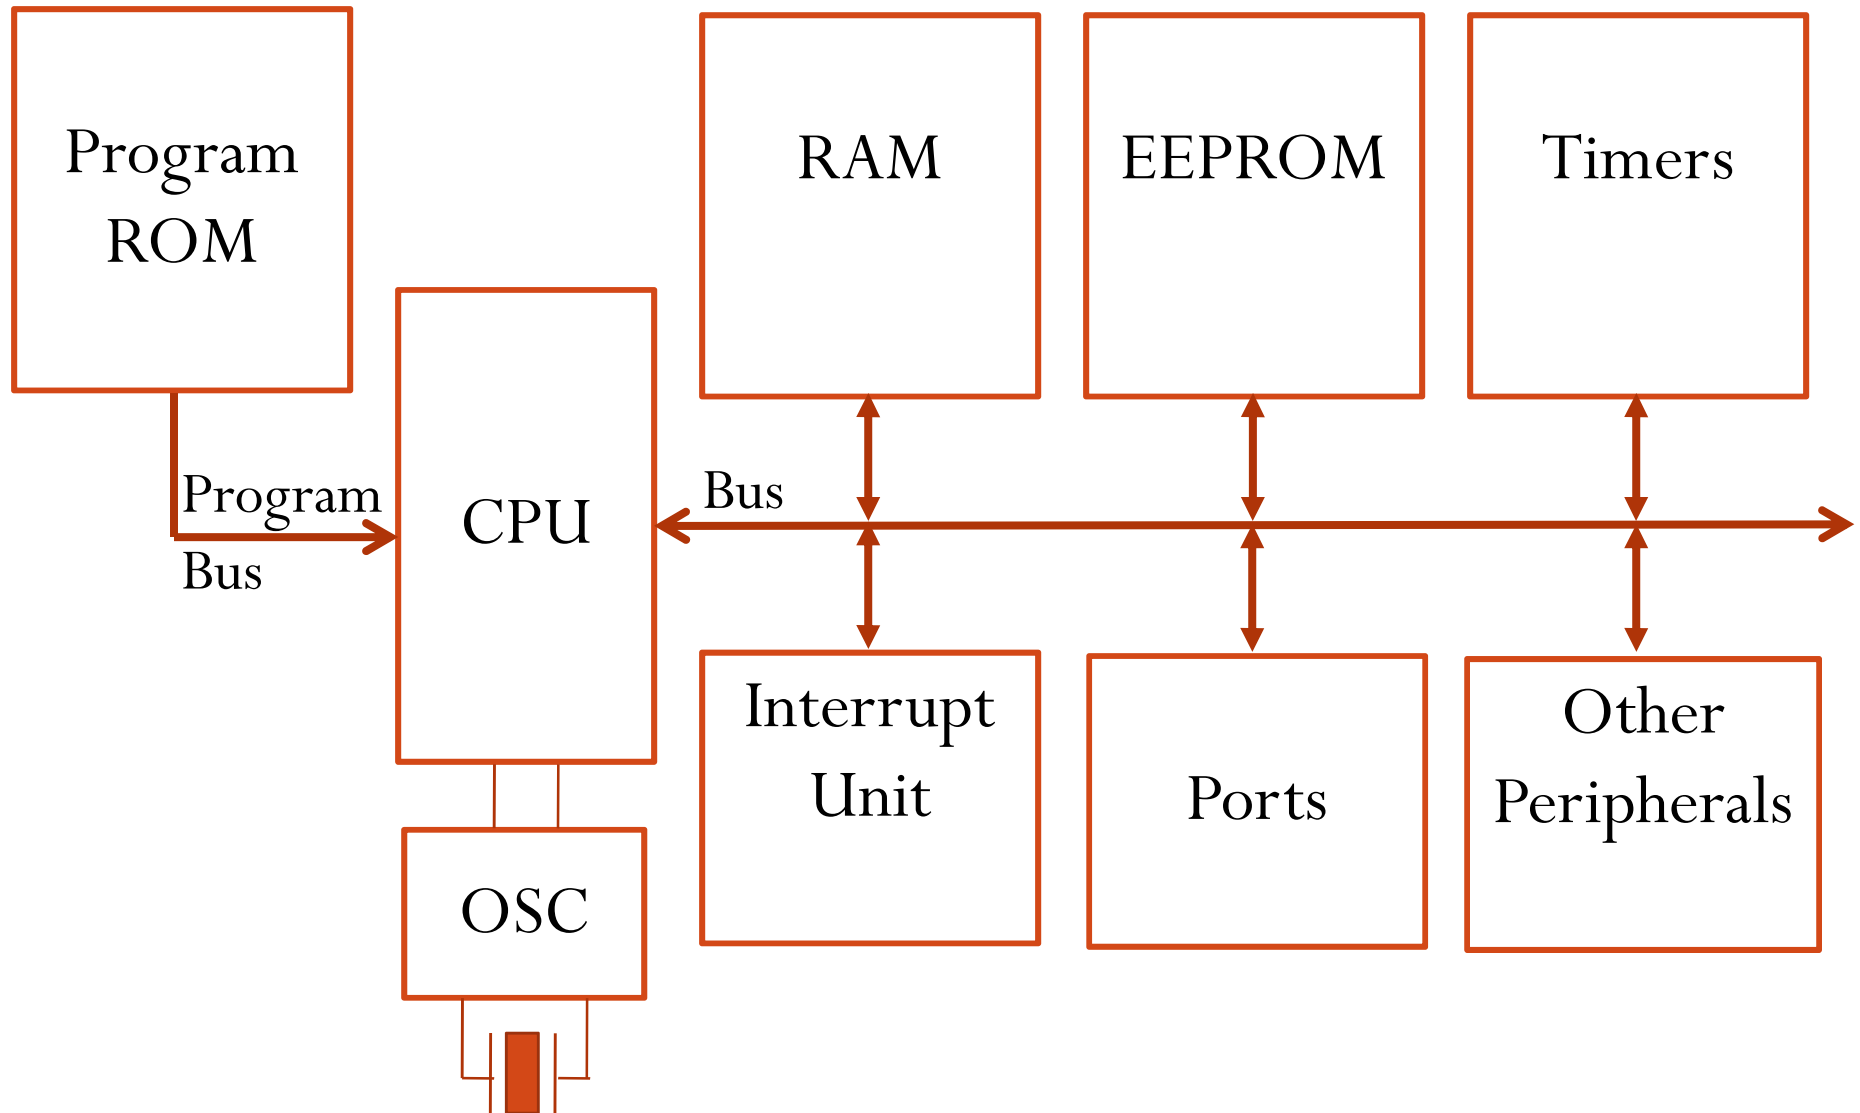 Program
ROM
RAM
EEPROM
Timers
Program
Bus
CPU
Bus
Interrupt
Unit
Ports
Other
Peripherals
OSC